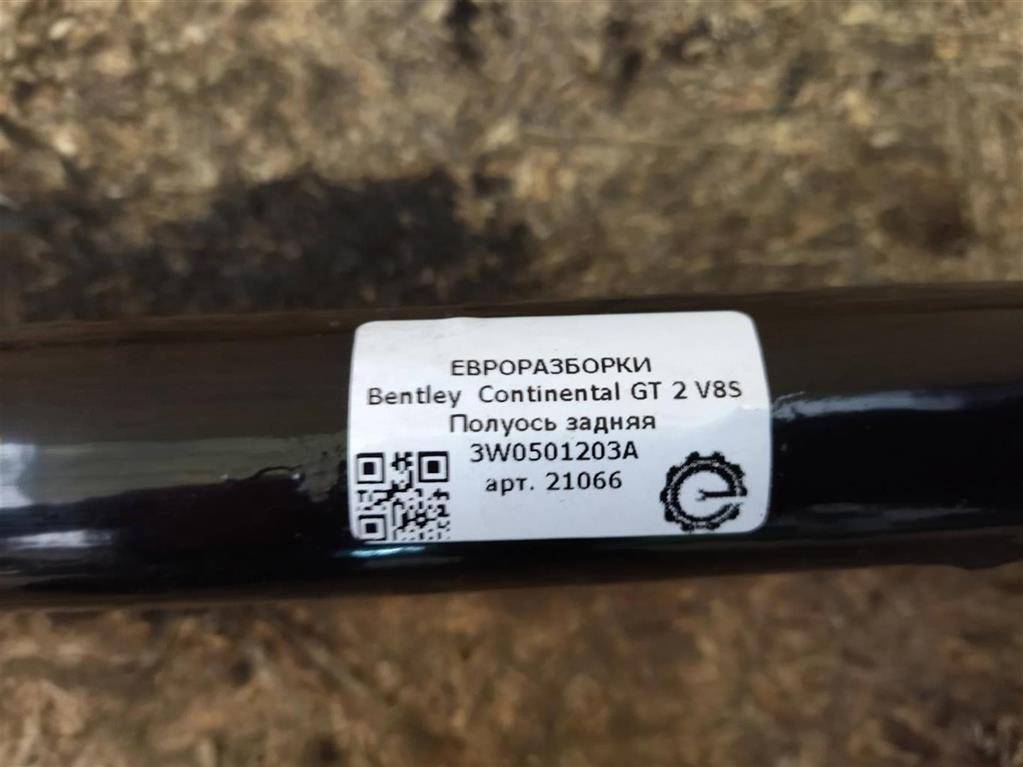 ЕВРОРАЗБОРКИ
Bentley Continental GT 2 V8S
Полуось задняя
3W0501203A
арт. 21066